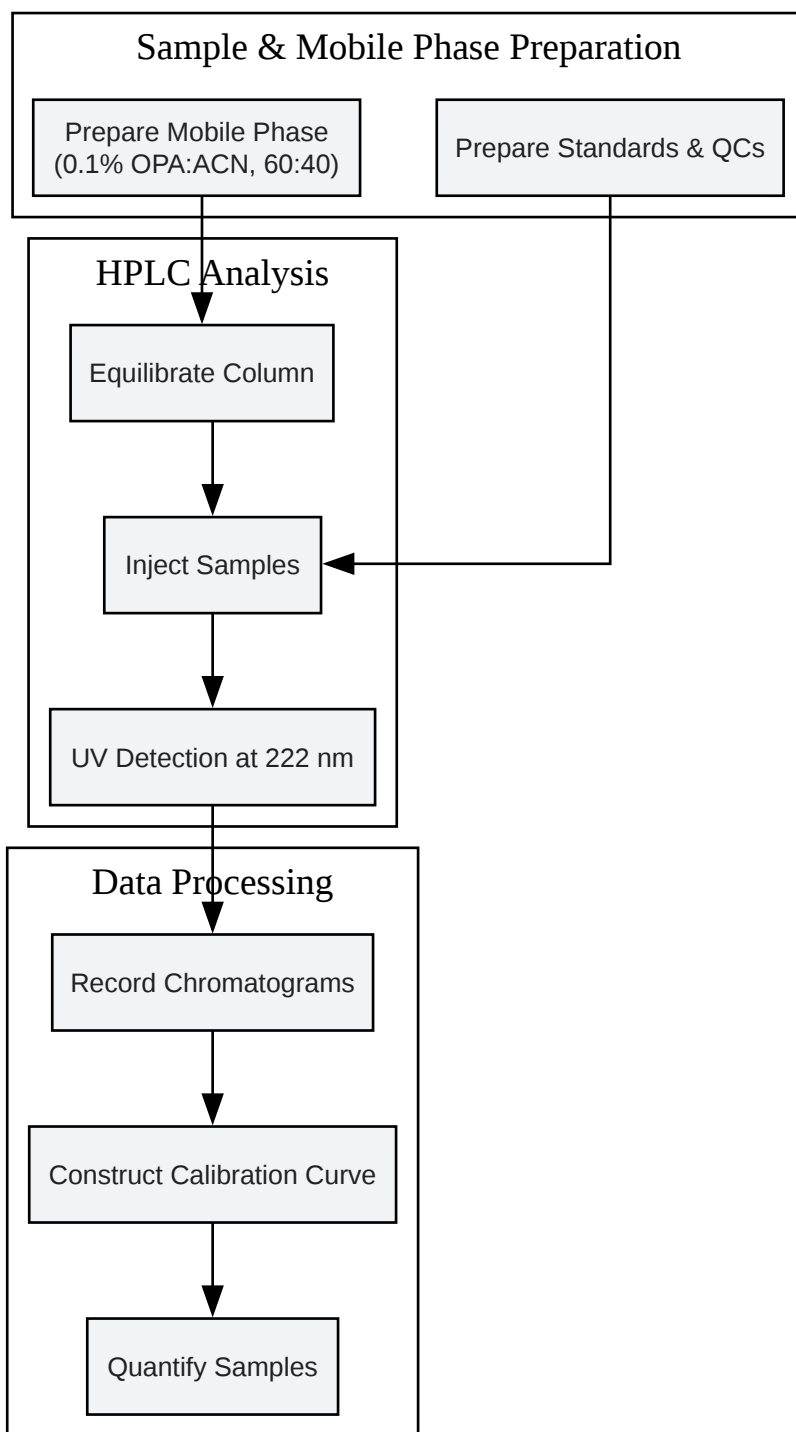 Sample & Mobile Phase Preparation
Prepare Mobile Phase
(0.1% OPA:ACN, 60:40)
Prepare Standards & QCs
HPLC Analysis
Equilibrate Column
Inject Samples
UV Detection at 222 nm
Data Processing
Record Chromatograms
Construct Calibration Curve
Quantify Samples